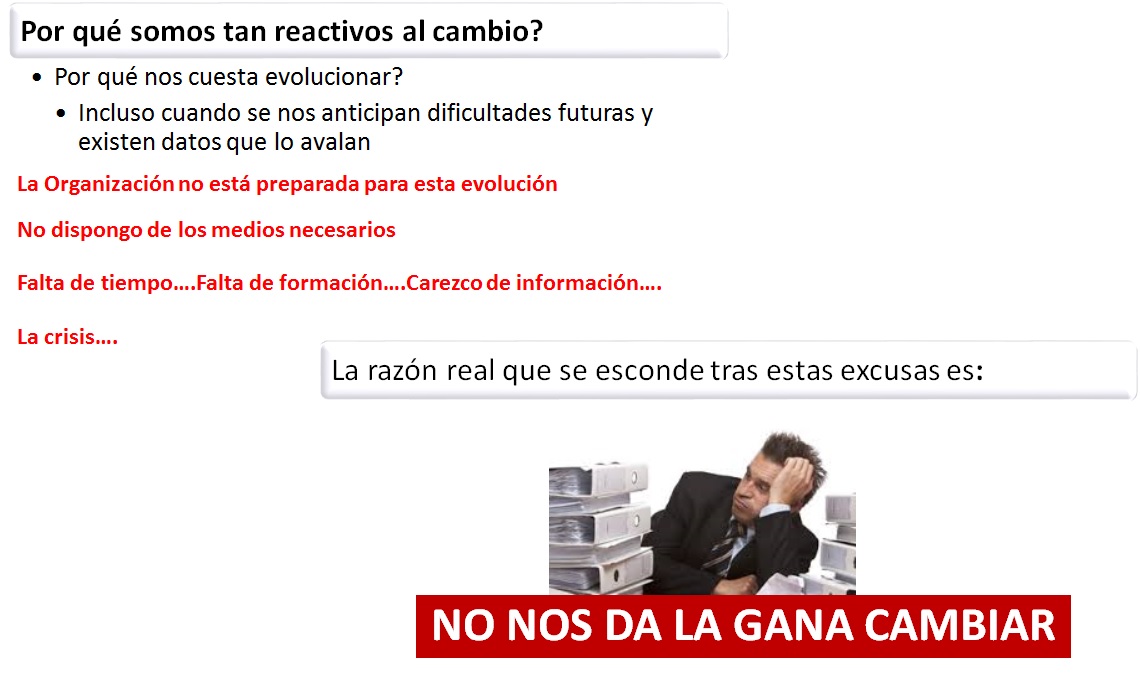 Por qué somos tan reactivos al cambio?
• Por qué nos cuesta evolucionar?
• Incluso cuando se nos anticipan dificultades futuras y
existen datos que lo avalan
La Organización no está preparada para esta evolución
No dispongo de los medios necesarios
Falta de tiempo....Falta de formación....Carezco de información....
La crisis....
La razón real que se esconde tras estas excusas es:
NO NOS DA LA GANA CAMBIAR